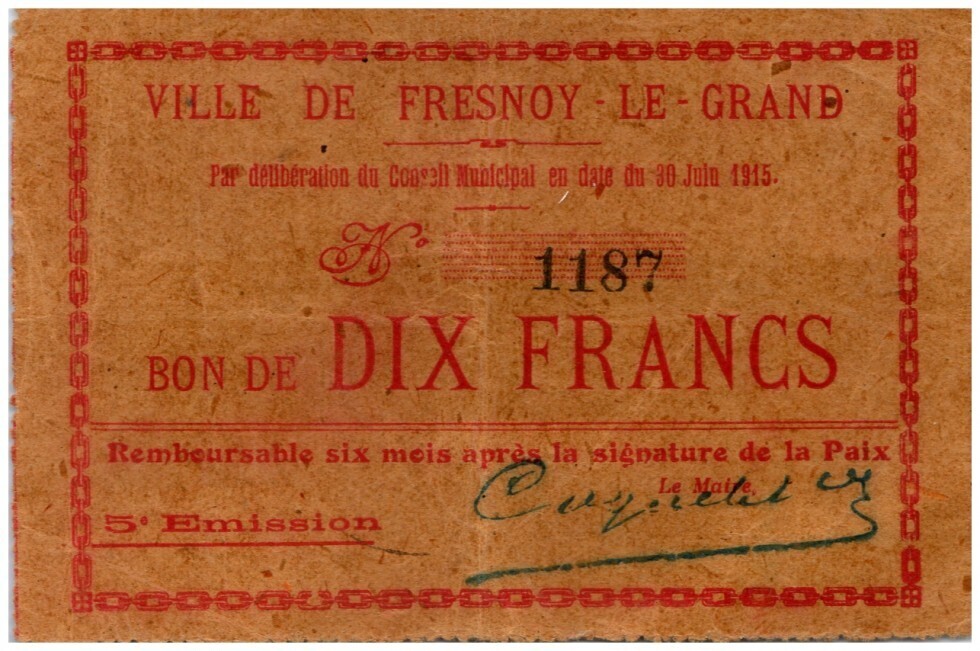 VILLE DE FRESNOY - LE - GRAND
Par délibération du Conseil Municipal en date du 30 Juin 1915.
N° 1187
BON DE DIX FRANCS
Remboursable six mois après la signature de la Paix
Le Maire,
5e Emission